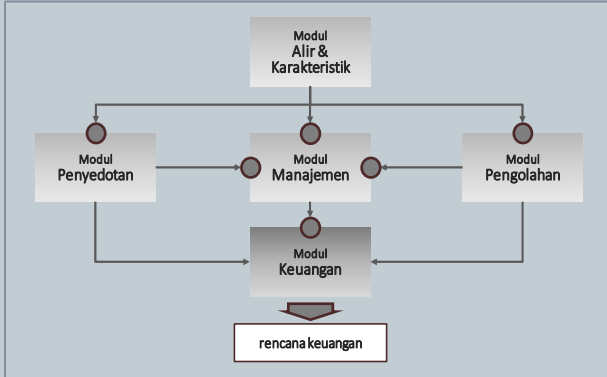 Modul
Alir &
Karakteristik
Modul
Penyedotan
Modul
Manajemen
Modul
Pengolahan
Modul
Keuangan
rencana keuangan